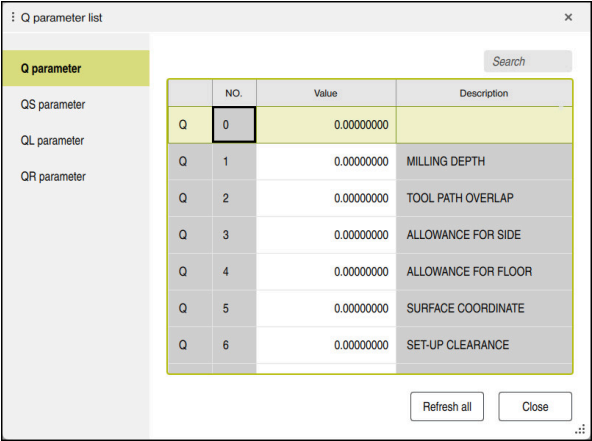 Q parameter list
Search
Q parameter
QS parameter
QL parameter
QR parameter
NO. Value Description
Q 0 0.00000000
Q 1 0.00000000 MILLING DEPTH
Q 2 0.00000000 TOOL PATH OVERLAP
Q 3 0.00000000 ALLOWANCE FOR SIDE
Q 4 0.00000000 ALLOWANCE FOR FLOOR
Q 5 0.00000000 SURFACE COORDINATE
Q 6 0.00000000 SET-UP CLEARANCE
Refresh all Close